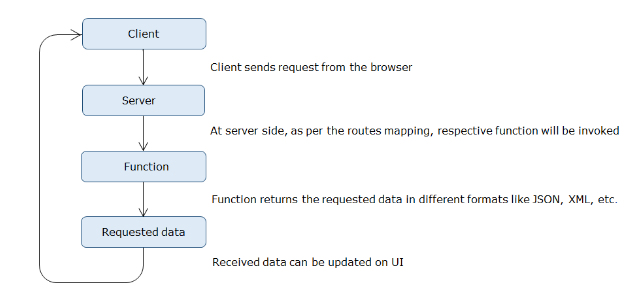 Client
Client sends request from the browser
Server
At server side, as per the routes mapping, respective function will be invoked
Function
Function returns the requested data in different formats like JSON, XML, etc.
Requested data
Received data can be updated on UI